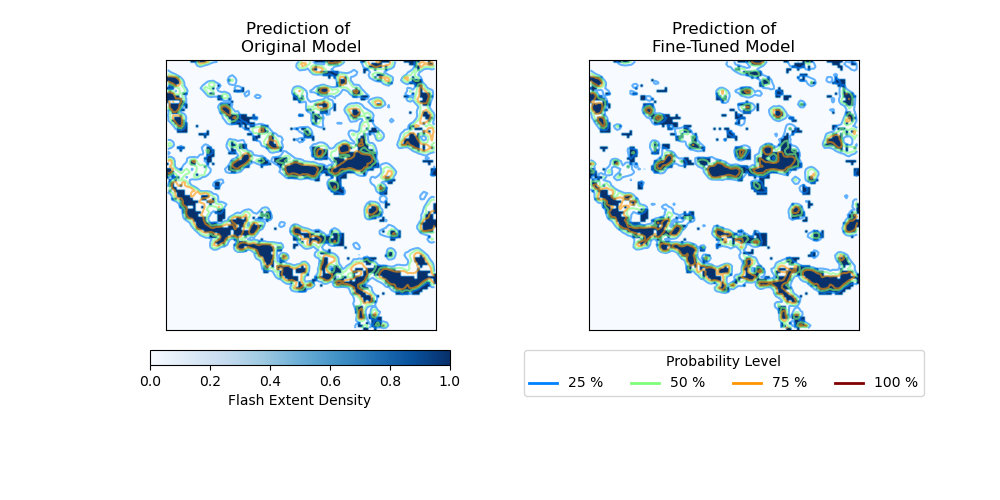 Prediction of
Original Model
Prediction of
Fine-Tuned Model
0.0 0.2 0.4 0.6 0.8 1.0
Flash Extent Density
Probability Level
25 % 50 % 75 % 100 %